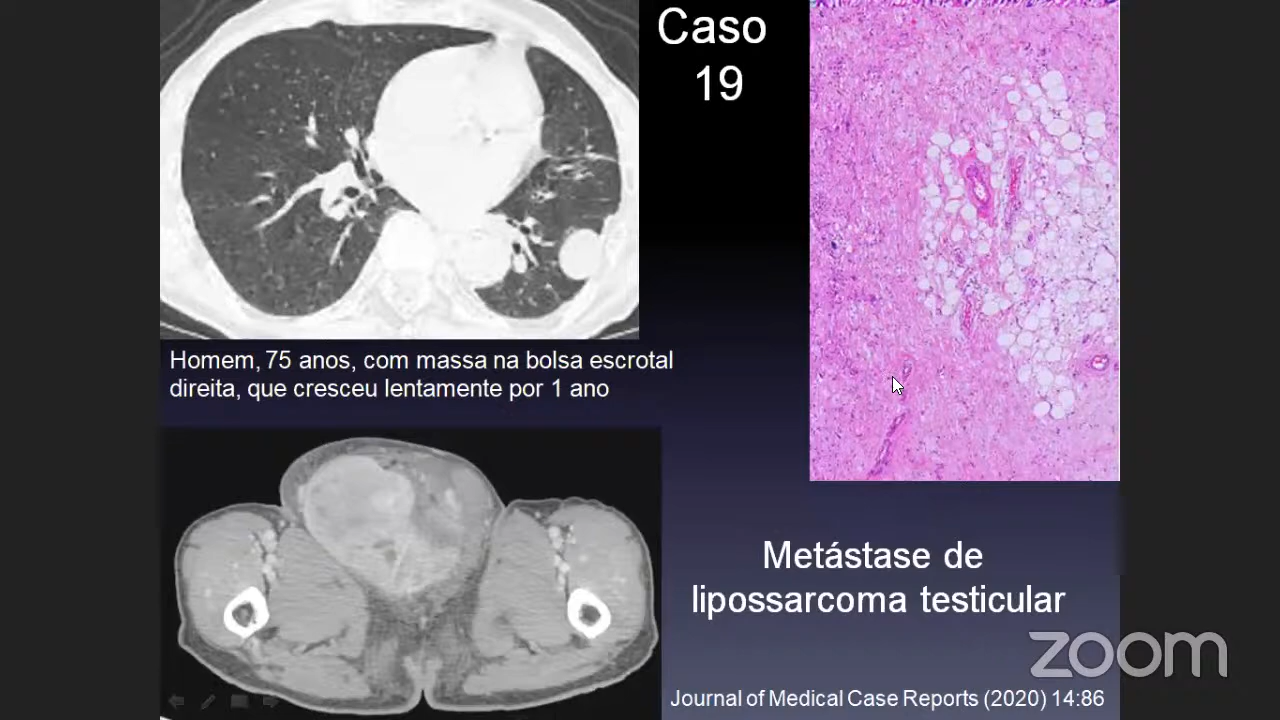 Caso
19
Homem, 75 anos, com massa na bolsa escrotal
direita, que cresceu lentamente por 1 ano
Metástase de
lipossarcoma testicular
zoom
Journal of Medical Case Reports (2020) 14:86